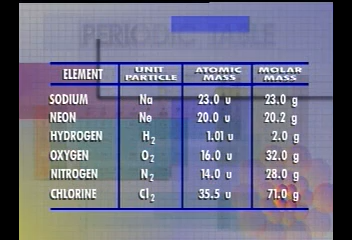 PERIODIC TABLE
ELEMENT UNIT PARTICLE ATOMIC MASS MOLAR MASS
SODIUM Na 23.0 u 23.0 g
NEON Ne 20.0 u 20.2 g
HYDROGEN H₂ 1.01 u 2.0 g
OXYGEN O₂ 16.0 u 32.0 g
NITROGEN N₂ 14.0 u 28.0 g
CHLORINE Cl₂ 35.5 u 71.0 g